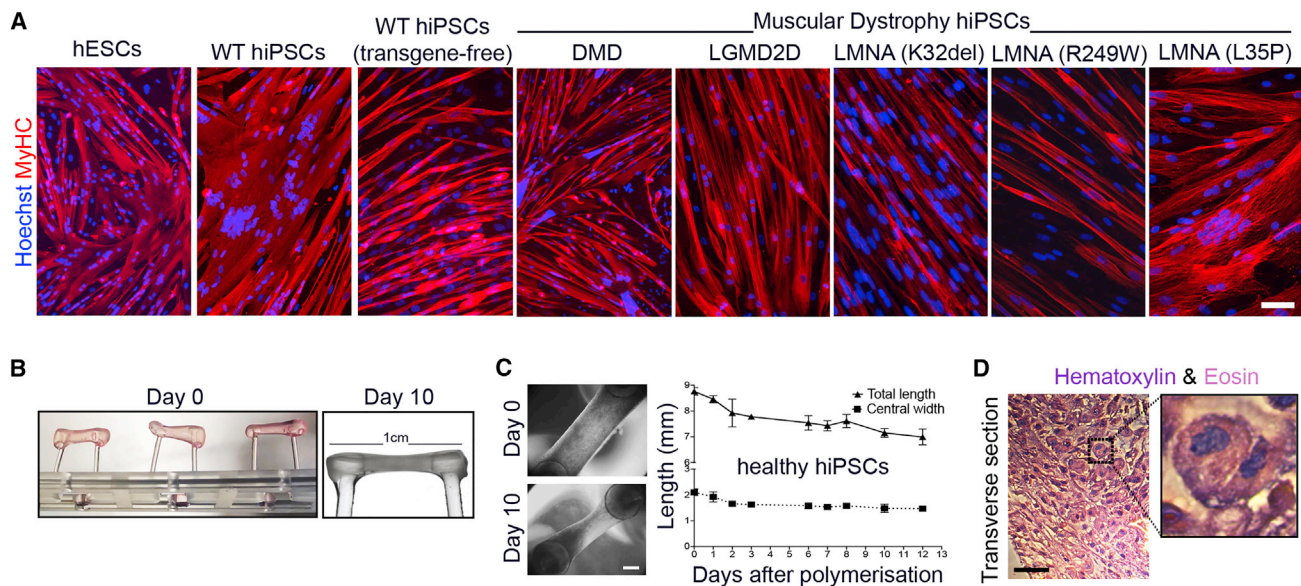 A
hESCs
WT hiPSCs
WT hiPSCs
(transgene-free)
Muscular Dystrophy hiPSCs
DMD
LGMD2D
LMNA (K32del)
LMNA (R249W)
LMNA (L35P)
Hoechst MyHC
B
Day 0
Day 10
1cm
C
Day 0
Day 10
Length (mm)
9
8
7
6
3
2
1
0
Total length
Central width
healthy hiPSCs
0 1 2 3 4 5 6 7 8 9 10 11 12 13
Days after polymerisation
D
Hematoxylin & Eosin
Transverse section